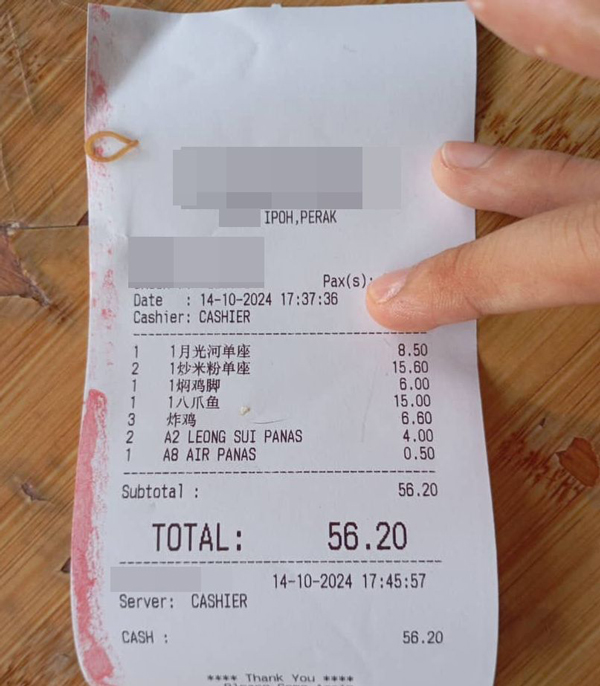 IPOH,PERAK
Pax(s):
Date : 14-10-2024 17:37:36
Cashier: CASHIER
1 1月光河单座 8.50
2 1炒米粉单座 15.60
1 1焖鸡脚 6.00
1 1八爪鱼 15.00
3 炸鸡 6.60
2 A2 LEONG SUI PANAS 4.00
1 A8 AIR PANAS 0.50
Subtotal : 56.20
TOTAL: 56.20
14-10-2024 17:45:57
Server: CASHIER
CASH : 56.20
**** Thank You ****